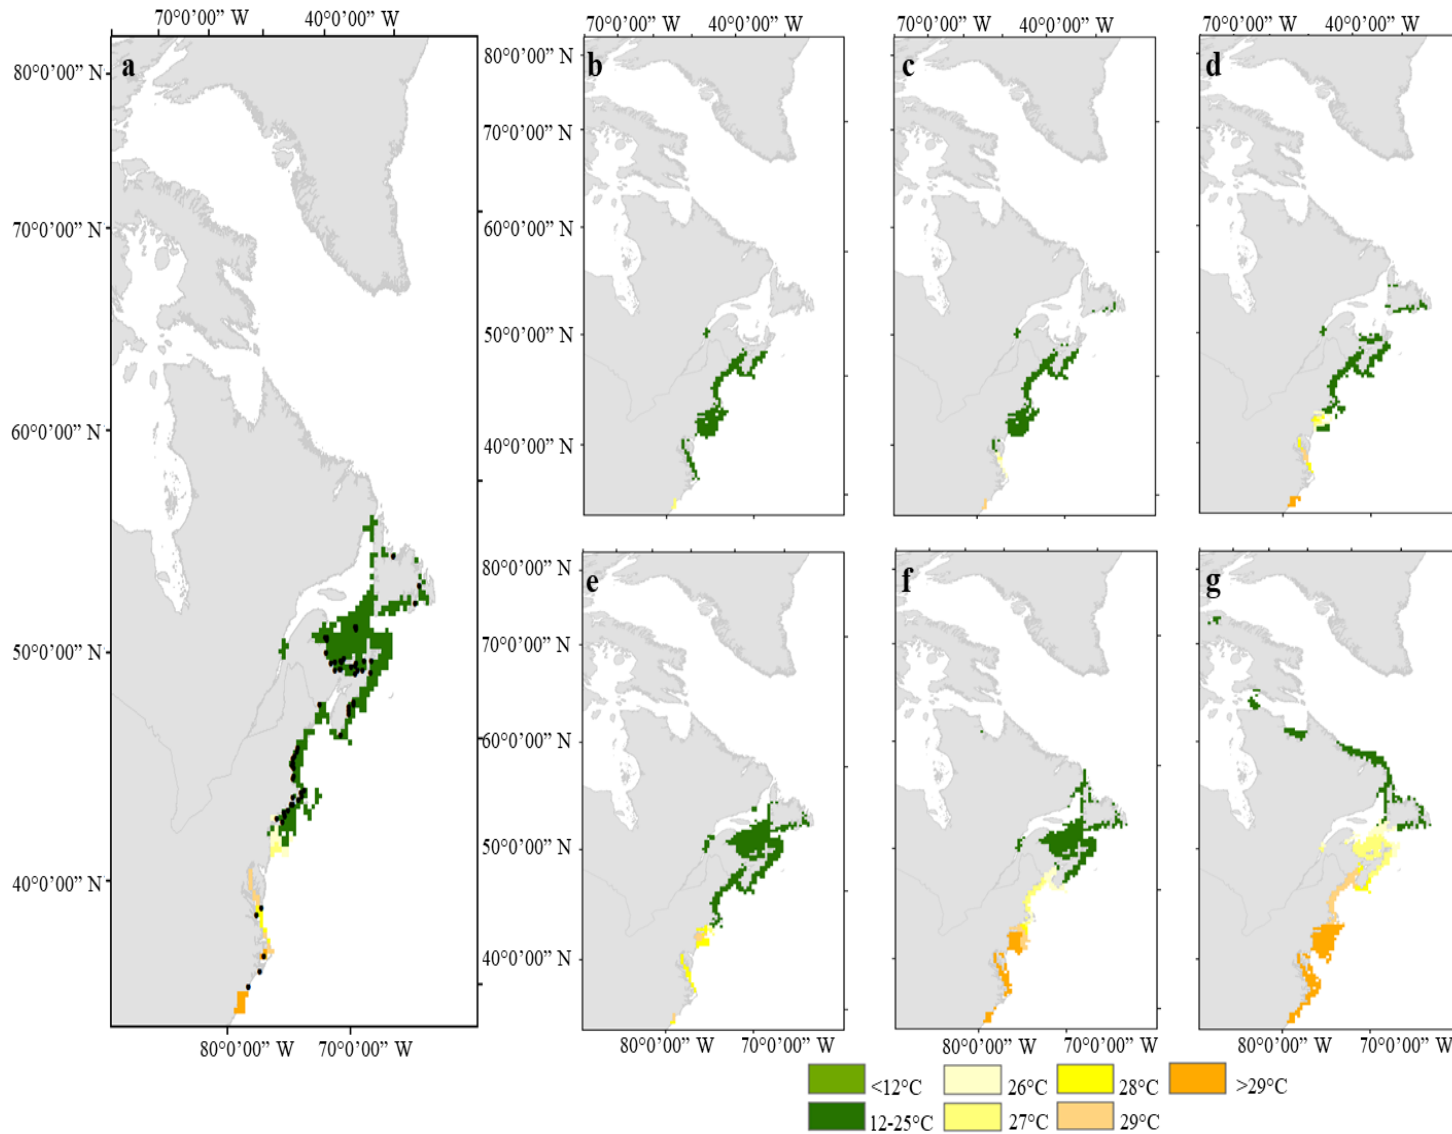 70°0’00” W 40°0’00” W
70°0’00” W 40°0’00” W
70°0’00” W 40°0’00” W
70°0’00” W 40°0’00” W
a
80°0’00” N
70°0’00” N
60°0’00” N
50°0’00” N
40°0’00” N
80°0’00” W 70°0’00” W
b
c
d
80°0’00” N
70°0’00” N
60°0’00” N
50°0’00” N
40°0’00” N
e
f
g
80°0’00” N
70°0’00” N
60°0’00” N
50°0’00” N
40°0’00” N
80°0’00” W 70°0’00” W
80°0’00” W 70°0’00” W
80°0’00” W 70°0’00” W
<12°C 26°C 28°C >29°C
12-25°C 27°C 29°C